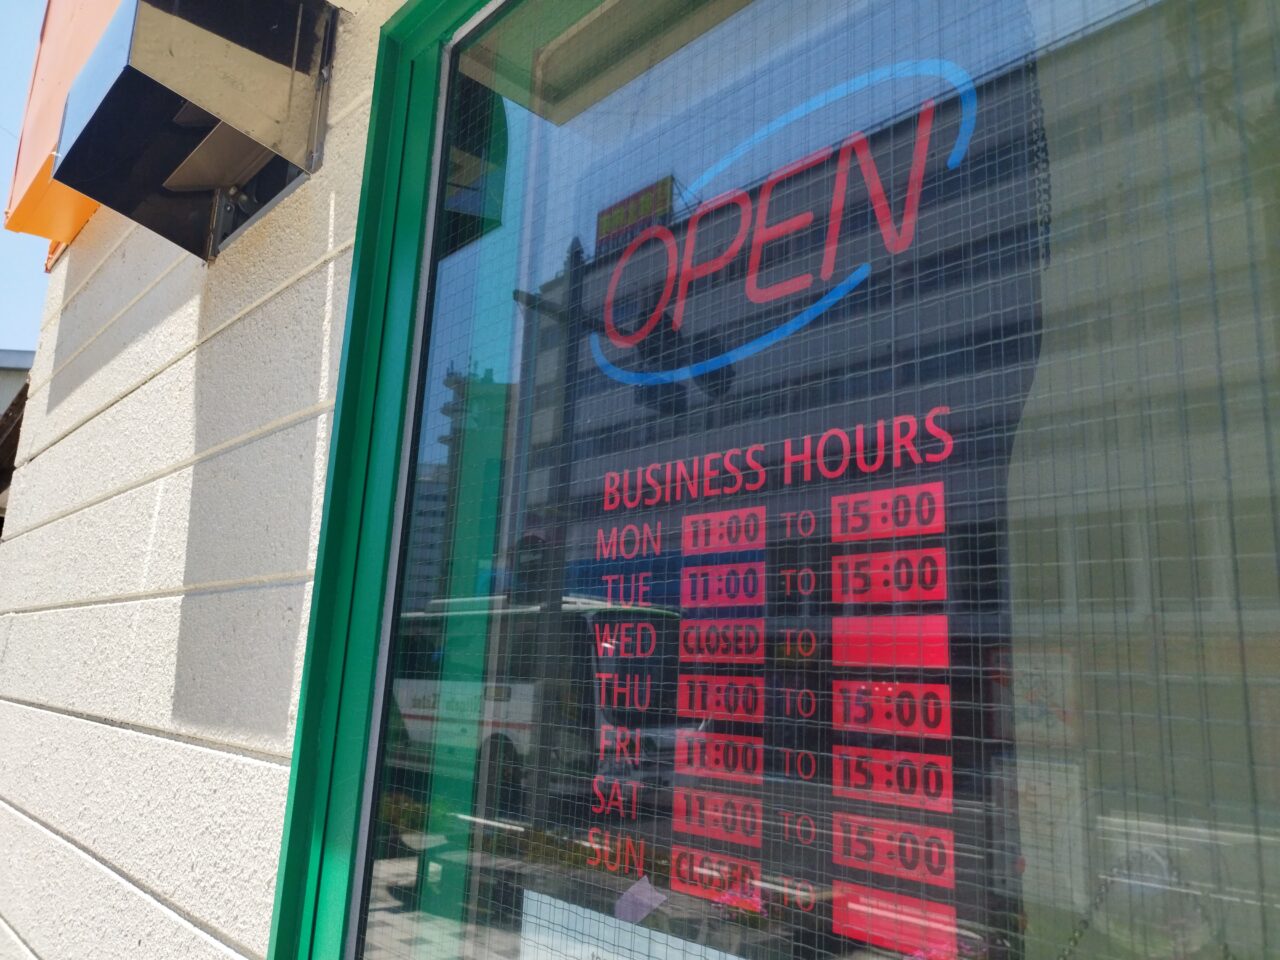 OPEN
BUSINESS HOURS
MON 11:00 TO 15:00
TUE 11:00 TO 15:00
WED CLOSED TO
THU 11:00 TO 15:00
FRI 11:00 TO 15:00
SAT 11:00 TO 15:00
SUN CLOSED TO